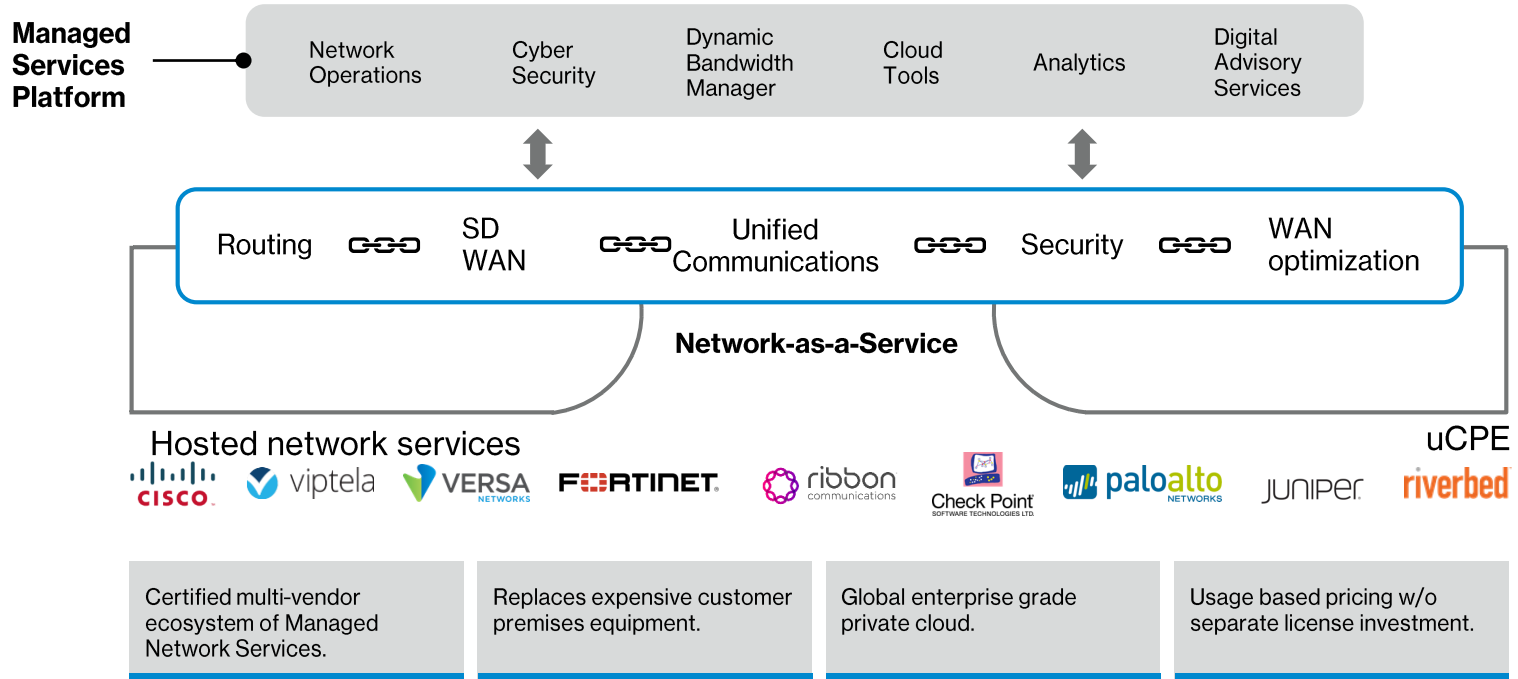 Managed
Services
Platform
Network
Operations
Cyber
Security
Dynamic
Bandwidth
Manager
Cloud
Tools
Analytics
Digital
Advisory
Services
Routing
SD
WAN
Unified
Communications
Security
WAN
optimization
Network-as-a-Service
Hosted network services
uCPE
CISCO
viptela
VERSA
NETWORKS
FORTINET
ribbon
communications
Check Point
SOFTWARE TECHNOLOGIES LTD.
paloalto
NETWORKS
JUNIPER
riverbed
Certified multi-vendor
ecosystem of Managed
Network Services.
Replaces expensive customer
premises equipment.
Global enterprise grade
private cloud.
Usage based pricing w/o
separate license investment.